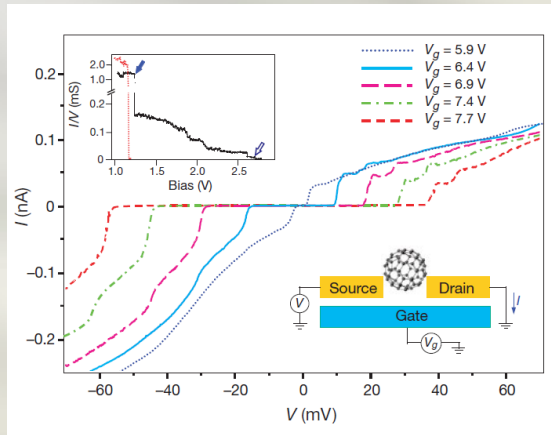 I/V (mS)
2.0
1.0
0.2
0.1
0
1.0 1.5 2.0 2.5
Bias (V)
Vg = 5.9 V
Vg = 6.4 V
Vg = 6.9 V
Vg = 7.4 V
Vg = 7.7 V
I (nA)
0.2
0.1
0
−0.1
−0.2
Source Drain
Gate
V
I
Vg
−60 −40 −20 0 20 40 60
V (mV)